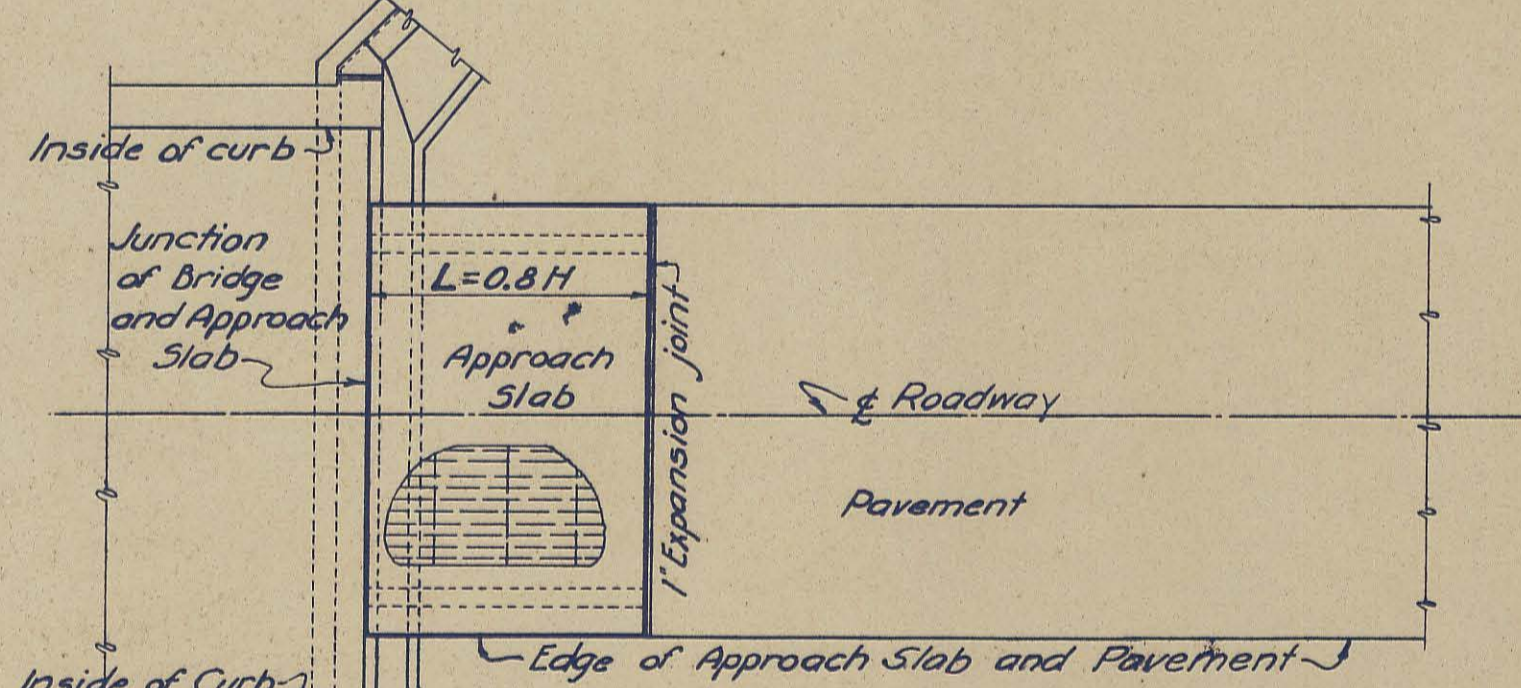 Inside of curb
Junction
of Bridge
and Approach
Slab
L=0.8H
Approach
Slab
1" Expansion joint
℄ Roadway
Pavement
Edge of Approach Slab and Pavement
Inside of Curb